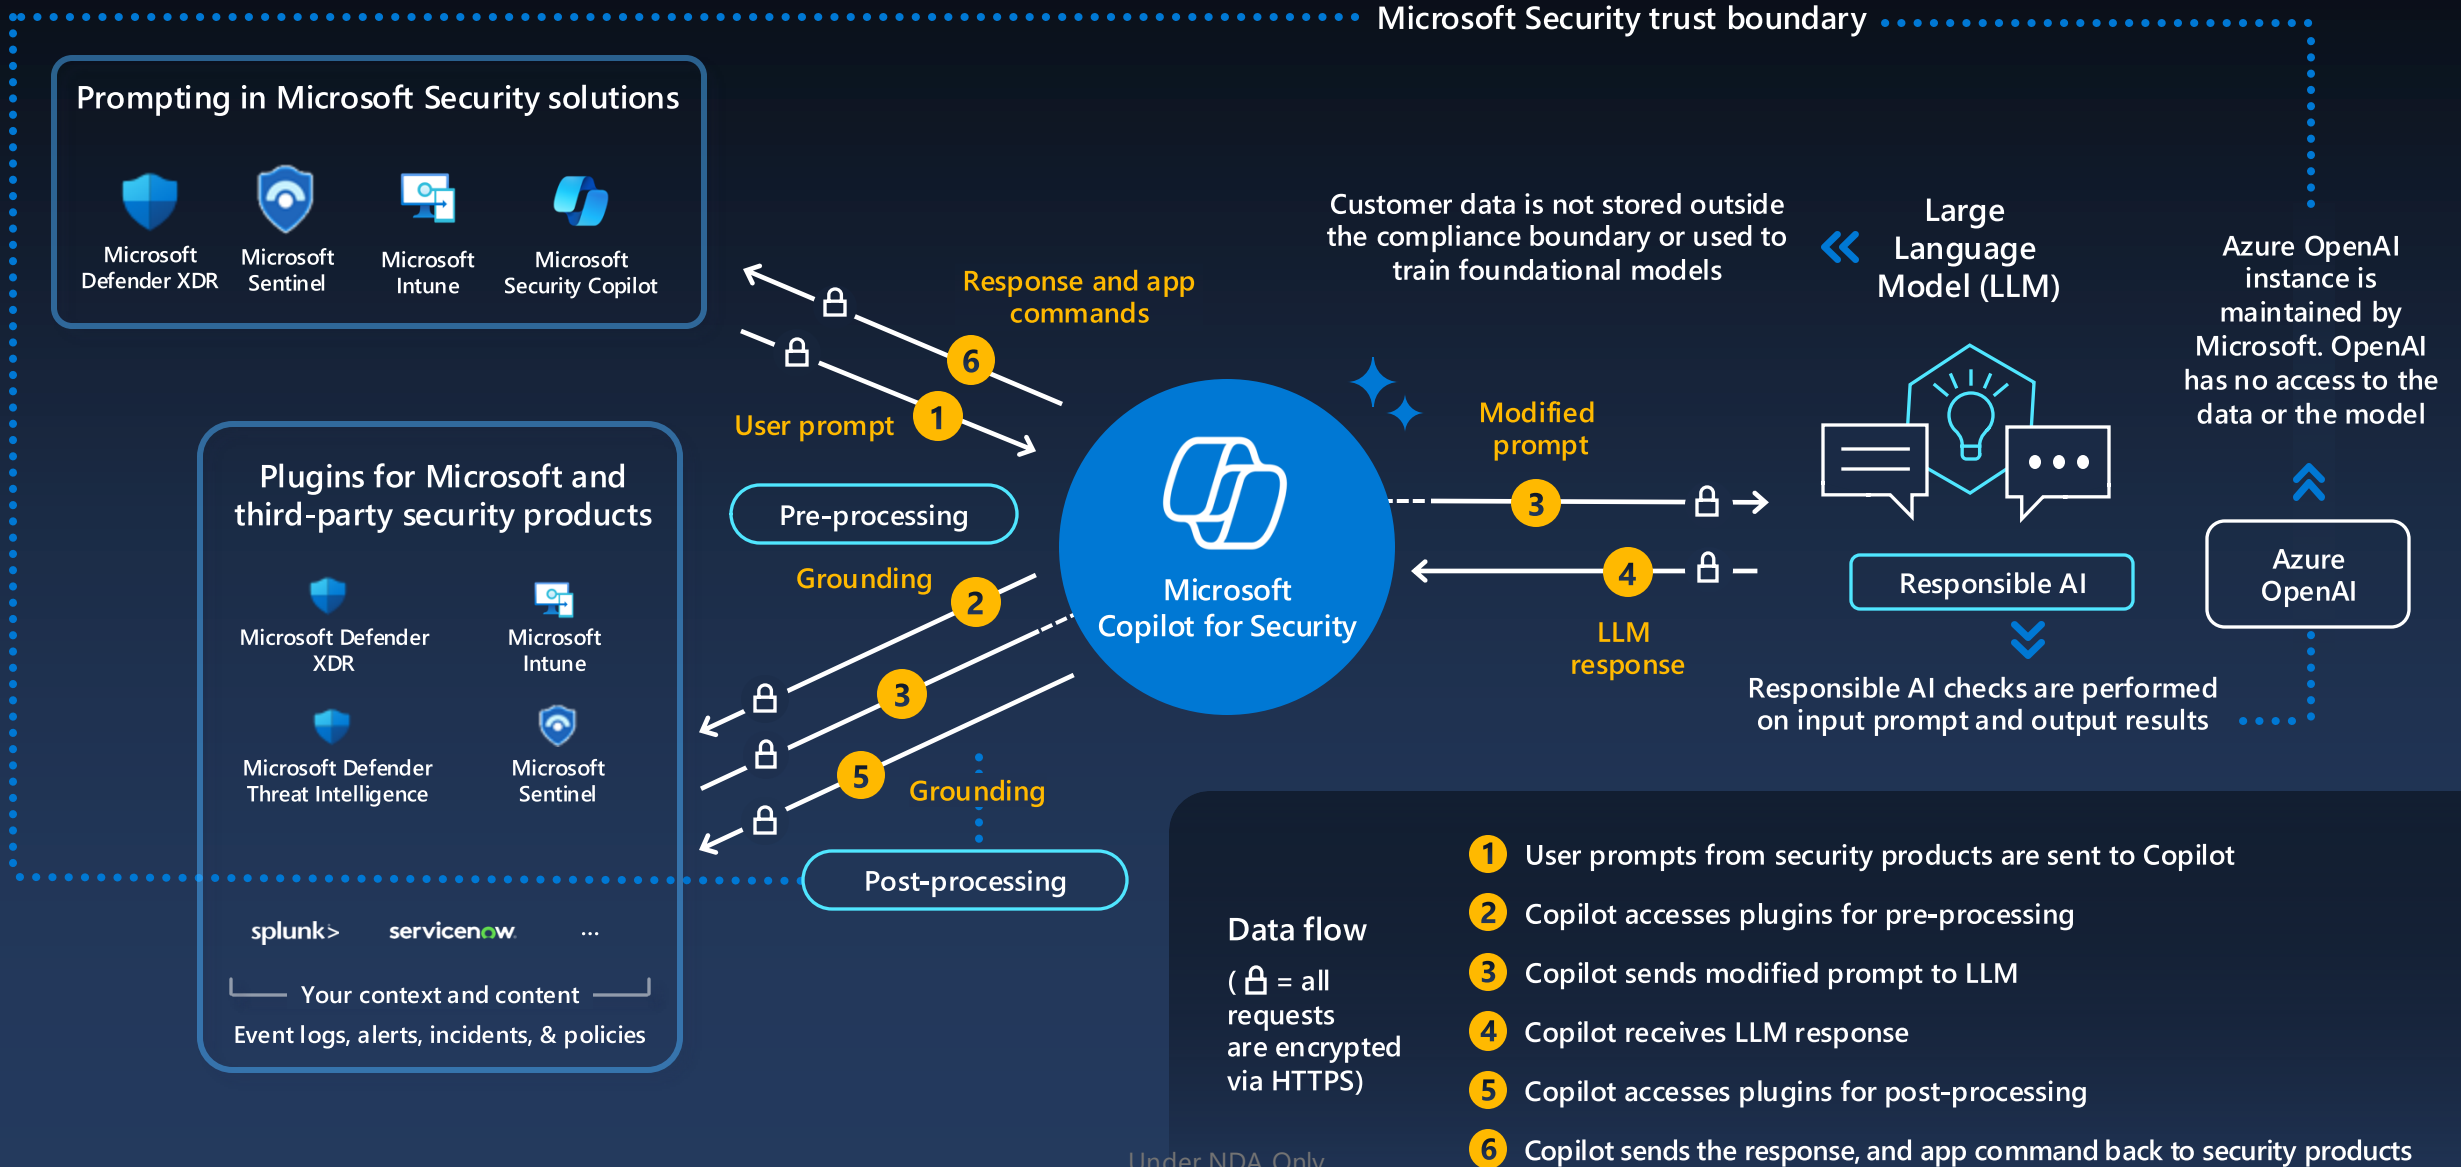 Microsoft Security trust boundary
Prompting in Microsoft Security solutions
Microsoft
Defender XDR
Microsoft
Sentinel
Microsoft
Intune
Microsoft
Security Copilot
Response and app
commands
6
1
User prompt
Pre-processing
Grounding
2
3
5
Grounding
Post-processing
Plugins for Microsoft and
third-party security products
Microsoft Defender
XDR
Microsoft
Intune
Microsoft Defender
Threat Intelligence
Microsoft
Sentinel
splunk>
servicenow
...
Your context and content
Event logs, alerts, incidents, & policies
Microsoft
Copilot for Security
Customer data is not stored outside
the compliance boundary or used to
train foundational models
Large
Language
Model (LLM)
Modified
prompt
3
4
LLM
response
Responsible AI
Responsible AI checks are performed
on input prompt and output results
Azure OpenAI
instance is
maintained by
Microsoft. OpenAI
has no access to the
data or the model
Azure
OpenAI
Data flow
( = all
requests
are encrypted
via HTTPS)
1 User prompts from security products are sent to Copilot
2 Copilot accesses plugins for pre-processing
3 Copilot sends modified prompt to LLM
4 Copilot receives LLM response
5 Copilot accesses plugins for post-processing
6 Copilot sends the response, and app command back to security products
Under NDA Only